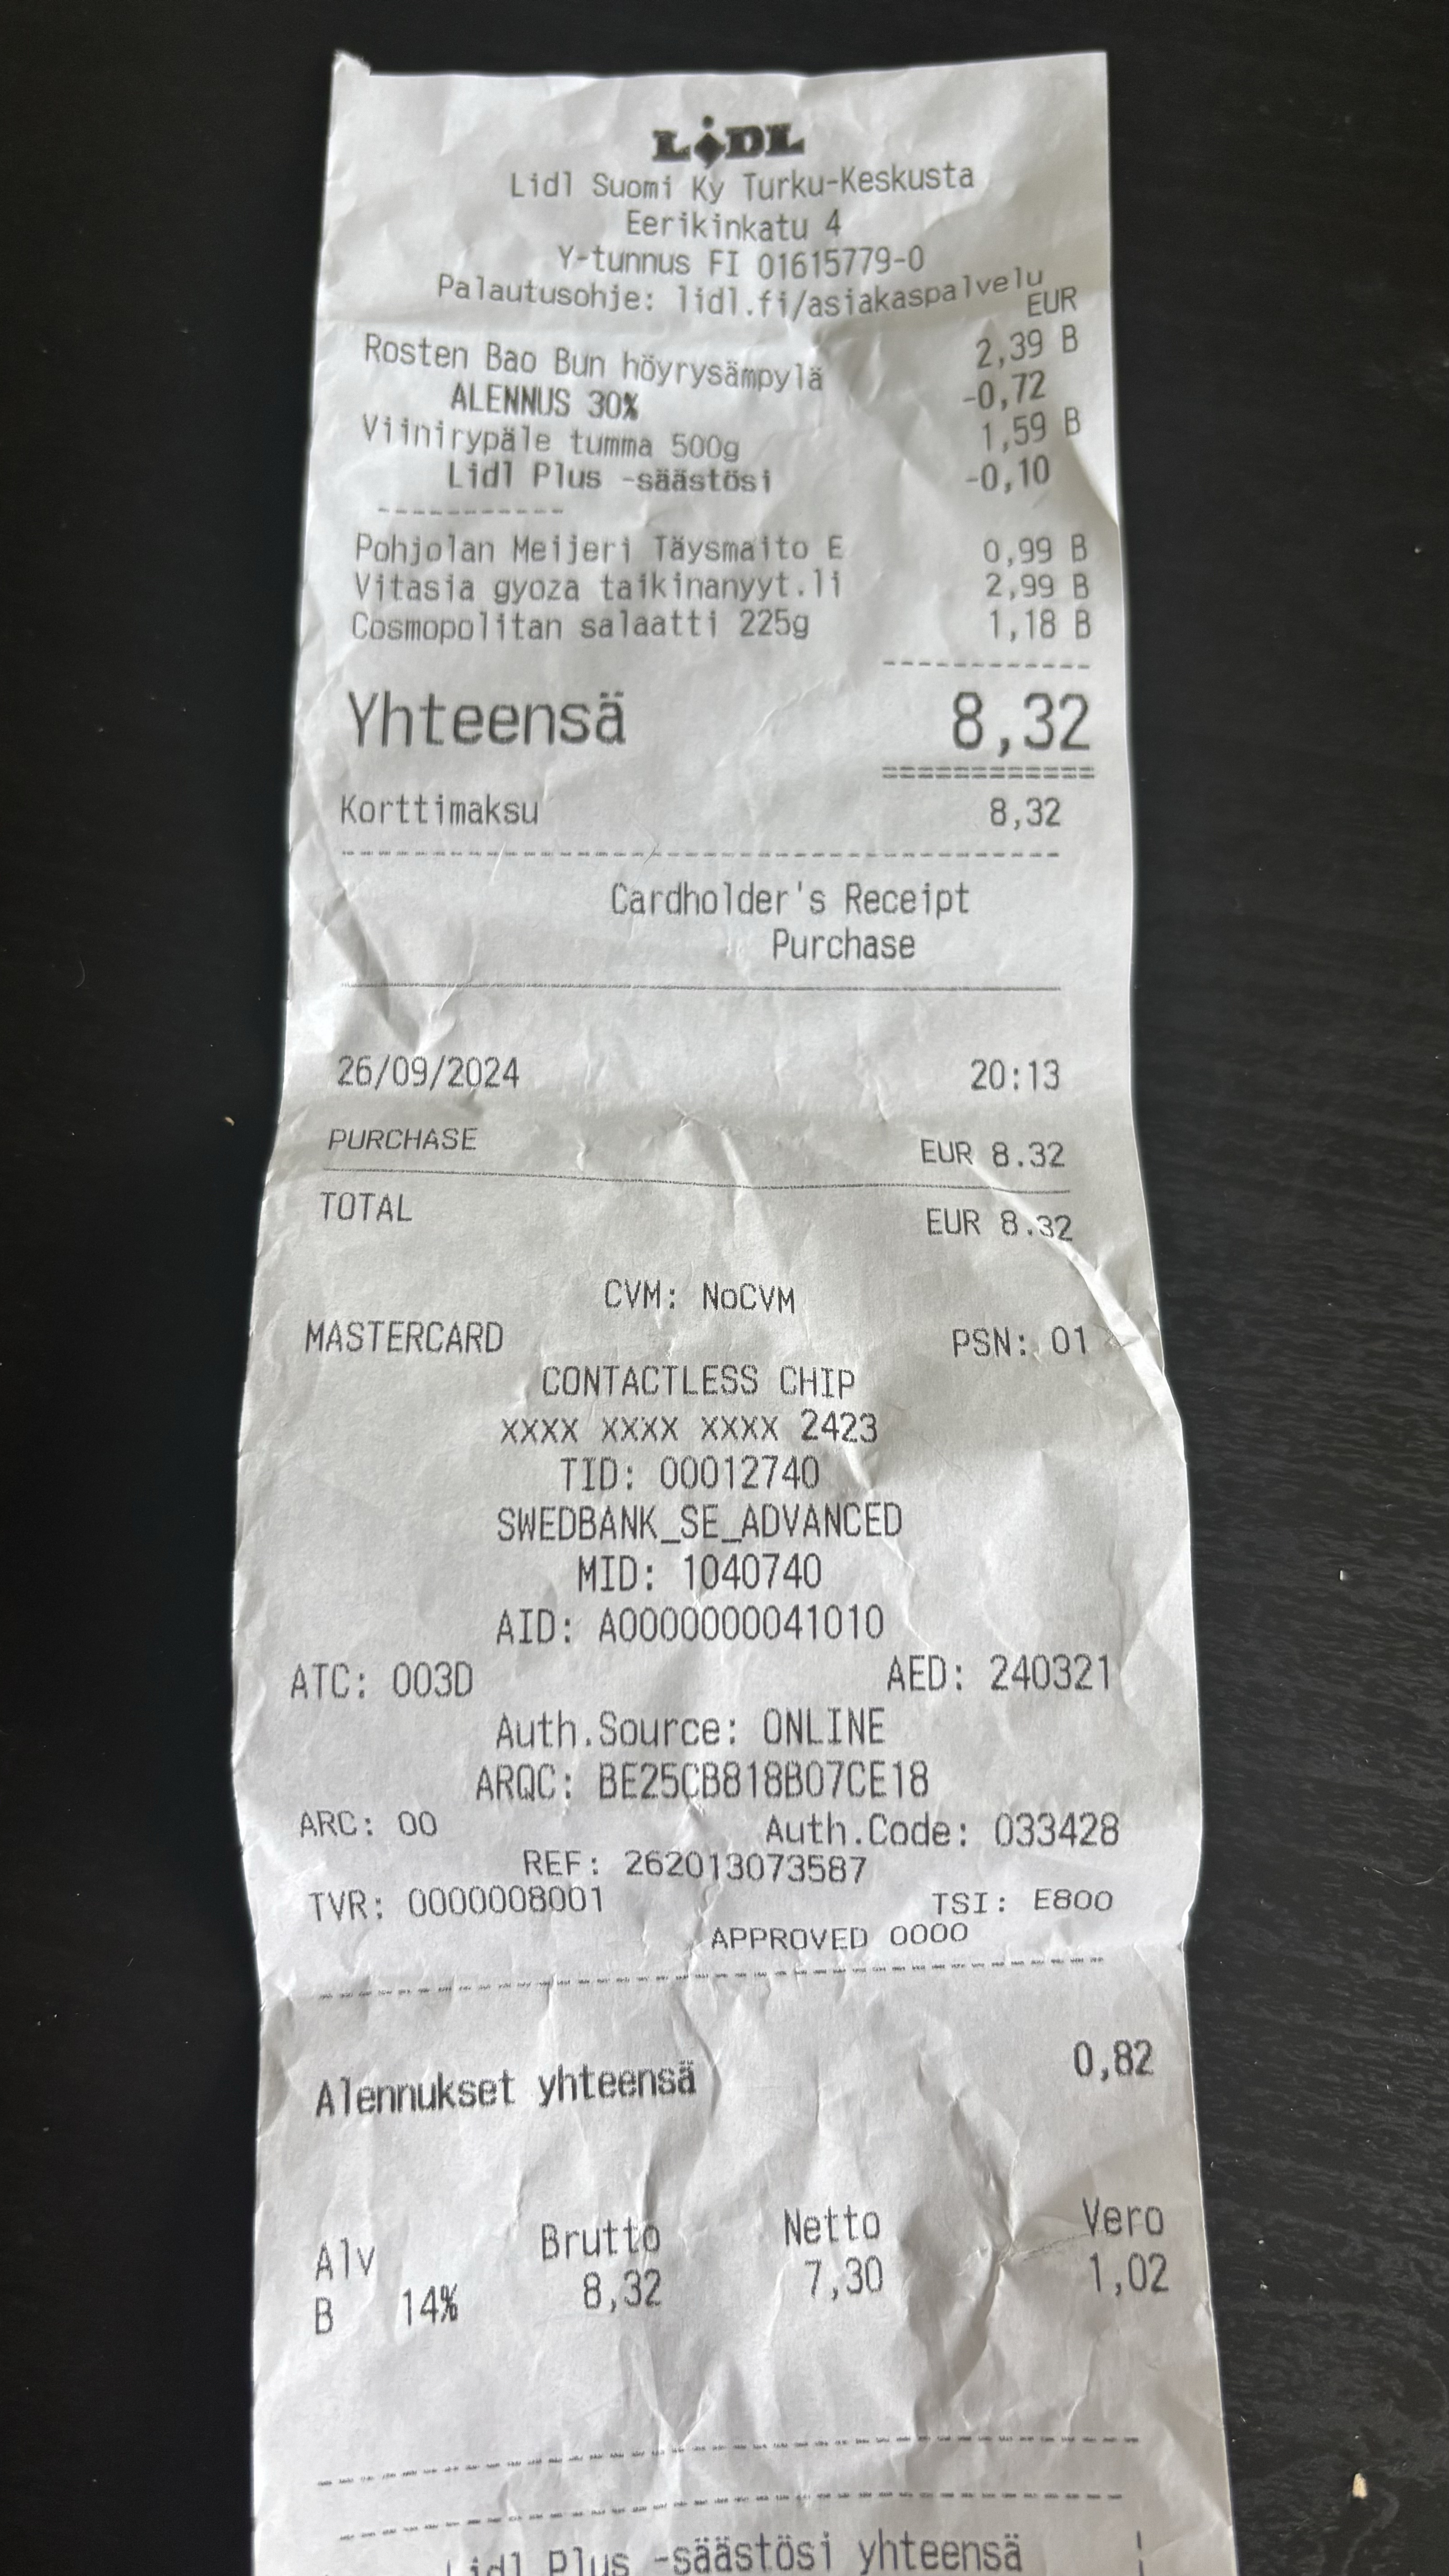 LiDL
Lidl Suomi Ky Turku-Keskusta
Eerikinkatu 4
Y-tunnus FI 01615779-0
Palautusohje: lidl.fi/asiakaspalvelu
EUR
Rosten Bao Bun höyrysämpylä 2,39 B
ALENNUS 30% -0,72
Viinirypäle tumma 500g 1,59 B
Lidl Plus -säästösi -0,10
-----------
Pohjolan Meijeri Täysmaito E 0,99 B
Vitasia gyoza taikinanyyt.li 2,99 B
Cosmopolitan salaatti 225g 1,18 B
Yhteensä 8,32
Korttimaksu 8,32
Cardholder's Receipt
Purchase
26/09/2024 20:13
PURCHASE EUR 8.32
TOTAL EUR 8.32
CVM: NoCVM
MASTERCARD PSN: 01
CONTACTLESS CHIP
XXXX XXXX XXXX 2423
TID: 00012740
SWEDBANK_SE_ADVANCED
MID: 1040740
AID: A0000000041010
ATC: 003D AED: 240321
Auth.Source: ONLINE
ARQC: BE25CB818B07CE18
ARC: 00 Auth.Code: 033428
REF: 262013073587
TVR: 0000008001 TSI: E800
APPROVED 0000
Alennukset yhteensä 0,82
Alv Brutto Netto Vero
B 14% 8,32 7,30 1,02
Lidl Plus -säästösi yhteensä